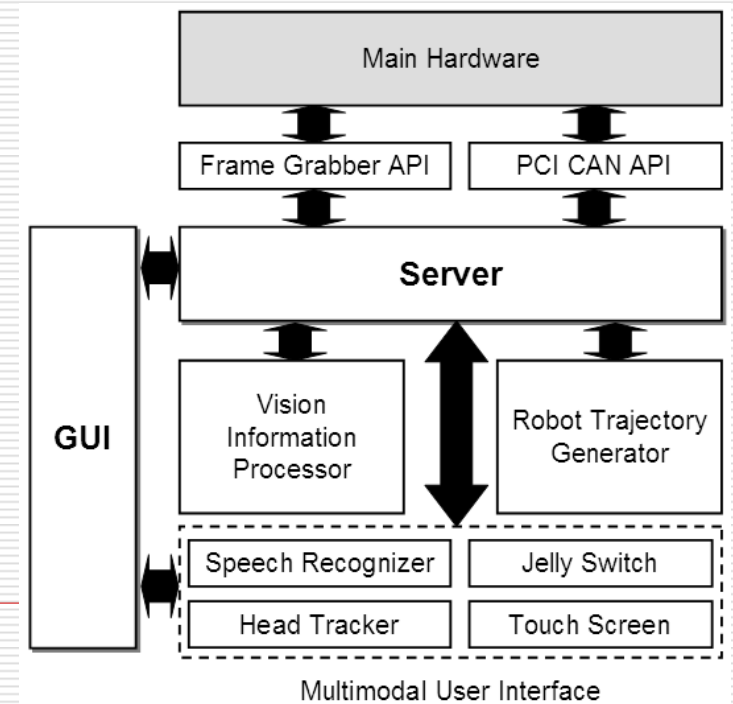 Main Hardware
Frame Grabber API
PCI CAN API
Server
GUI
Vision
Information
Processor
Robot Trajectory
Generator
Speech Recognizer
Jelly Switch
Head Tracker
Touch Screen
Multimodal User Interface